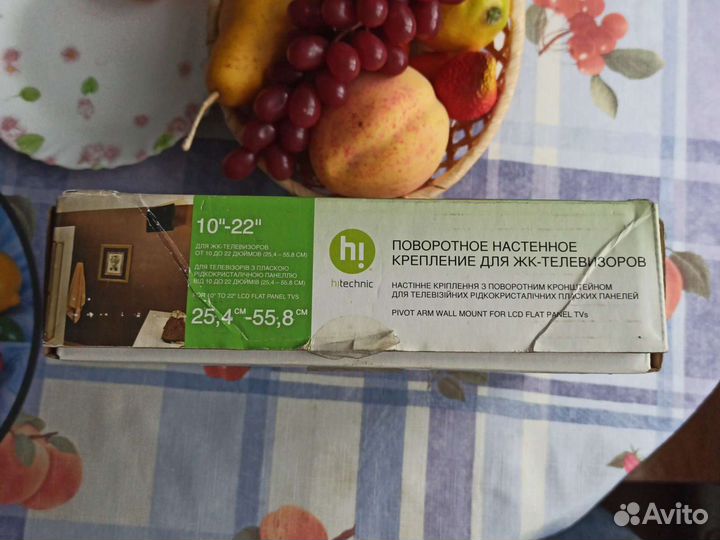 10"-22"
ДЛЯ ЖК-ТЕЛЕВИЗОРОВ
ОТ 10 ДО 22 ДЮЙМОВ (25,4 – 55,8 СМ)
ДЛЯ ТЕЛЕВІЗОРІВ З ПЛАСКОЮ
РІДКОКРИСТАЛІЧНОЮ ПАНЕЛЛЮ
ВІД 10 ДО 22 ДЮЙМІВ (25,4 – 55,8 СМ)
FOR 10" TO 22" LCD FLAT PANEL TVS
25,4 СМ -55,8 СМ
h!
hitechnic
ПОВОРОТНОЕ НАСТЕННОЕ
КРЕПЛЕНИЕ ДЛЯ ЖК-ТЕЛЕВИЗОРОВ
НАСТІННЕ КРІПЛЕННЯ З ПОВОРОТНИМ КРОНШТЕЙНОМ
ДЛЯ ТЕЛЕВІЗІЙНИХ РІДКОКРИСТАЛІЧНИХ ПЛИСКИХ ПАНЕЛЕЙ
PIVOT ARM WALL MOUNT FOR LCD FLAT PANEL TVs
Avito